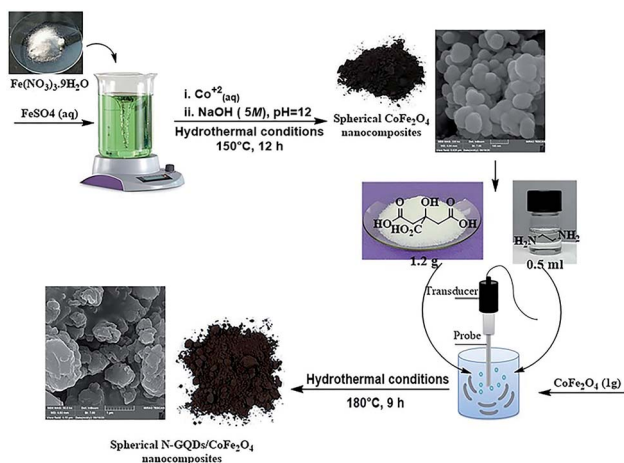 Fe(NO₃)₃.9H₂O
FeSO4 (aq)
i. Co⁺²(aq)
ii. NaOH ( 5M), pH=12
Hydrothermal conditions
150°C, 12 h
Spherical CoFe₂O₄
nanocomposites
O
OH
O
HO
HO₂C
OH
1.2 g
H₂N
NH₂
0.5 ml
Transducer
Probe
CoFe₂O₄ (1g)
Hydrothermal conditions
180°C, 9 h
Spherical N-GQDs/CoFe₂O₄
nanocomposites